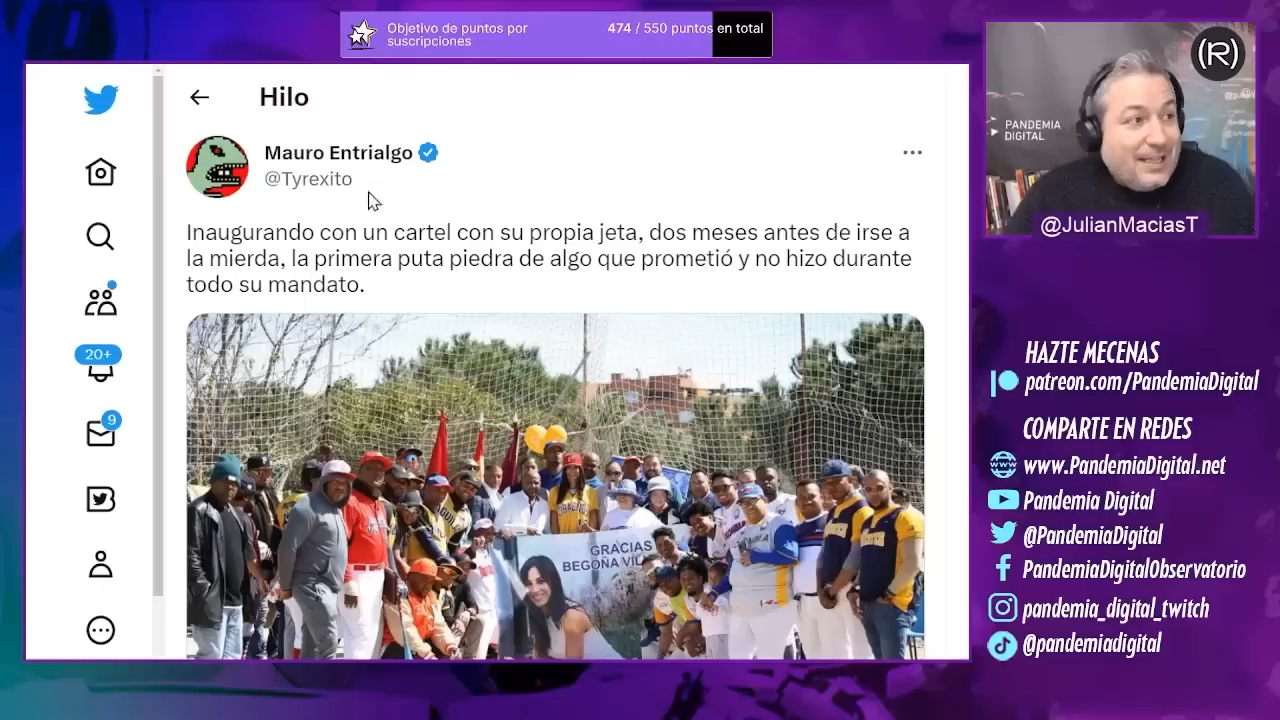 Objetivo de puntos por
suscripciones
474 / 550 puntos en total
Hilo
Mauro Entrialgo
@Tyrexito
Inaugurando con un cartel con su propia jeta, dos meses antes de irse a
la mierda, la primera puta piedra de algo que prometió y no hizo durante
todo su mandato.
20+
9
GRACIAS
BEGOÑA
(R)
PANDEMIA
DIGITAL
@JulianMaciasT
HAZTE MECENAS
patreon.com/PandemiaDigital
COMPARTE EN REDES
www.PandemiaDigital.net
Pandemia Digital
@PandemiaDigital
PandemiaDigitalObservatorio
pandemia_digital_twitch
@pandemiadigital